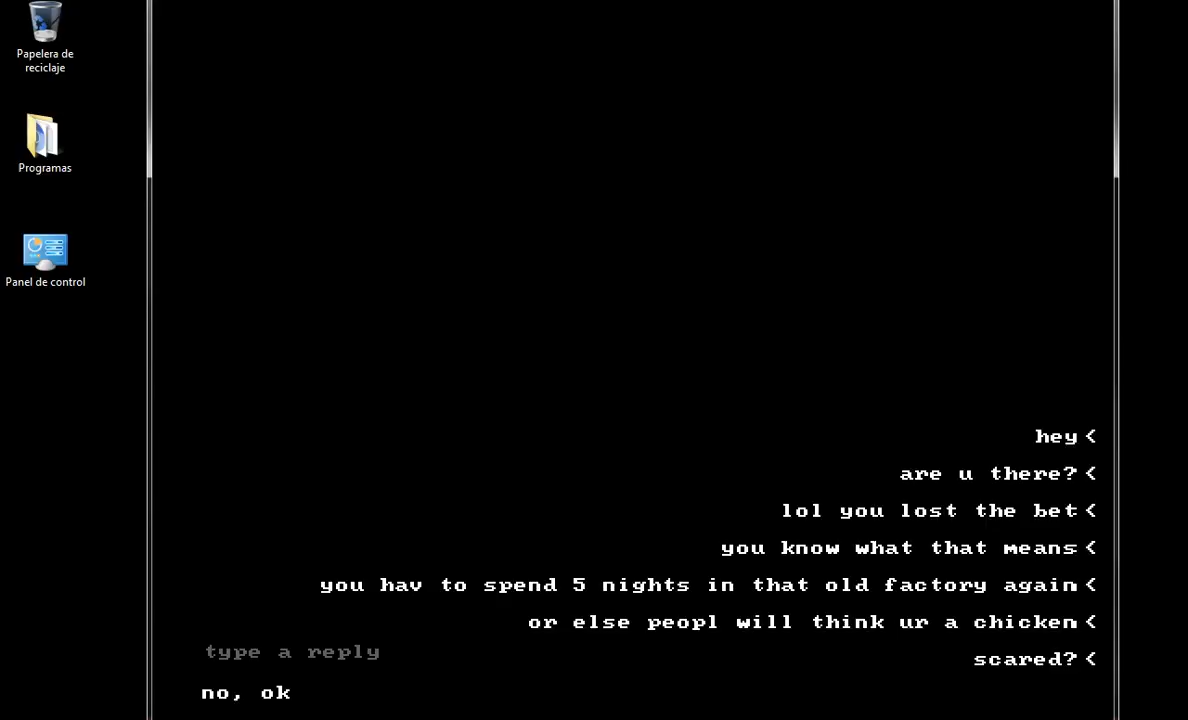 Papelera de
reciclaje
Programas
Panel de control
hey <
are u there? <
lol you lost the bet <
you know what that means <
you hav to spend 5 nights in that old factory again <
or else peopl will think ur a chicken <
type a reply
scared? <
no, ok